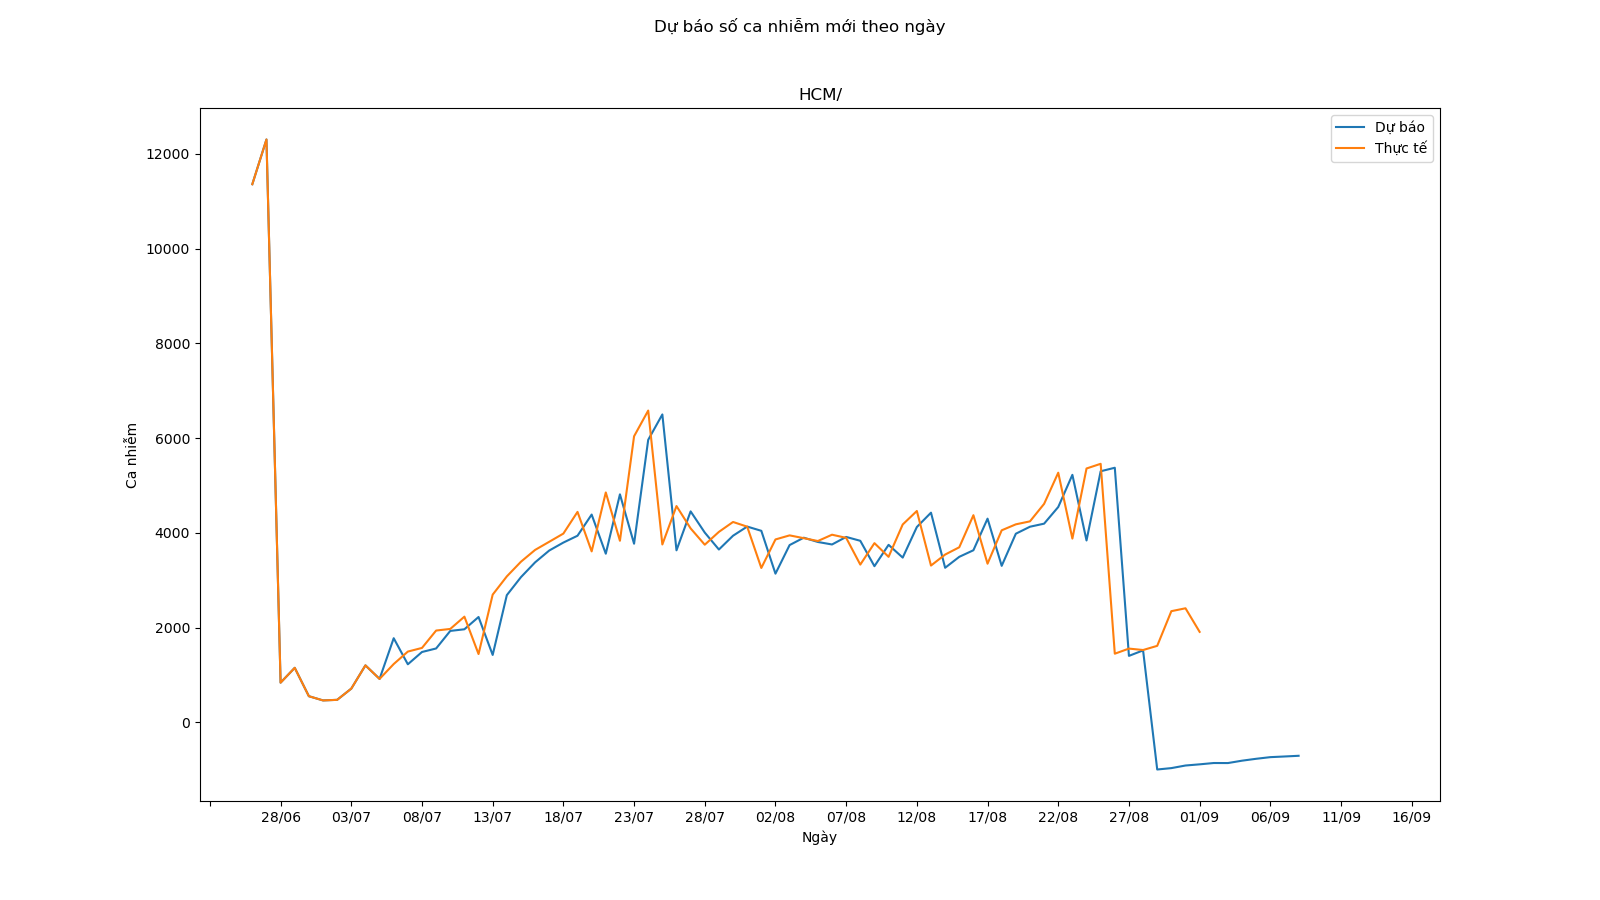 Dự báo số ca nhiễm mới theo ngày
HCM/
Dự báo
Thực tế
12000
10000
8000
6000
4000
2000
0
Ca nhiễm
28/06 03/07 08/07 13/07 18/07 23/07 28/07 02/08 07/08 12/08 17/08 22/08 27/08 01/09 06/09 11/09 16/09
Ngày